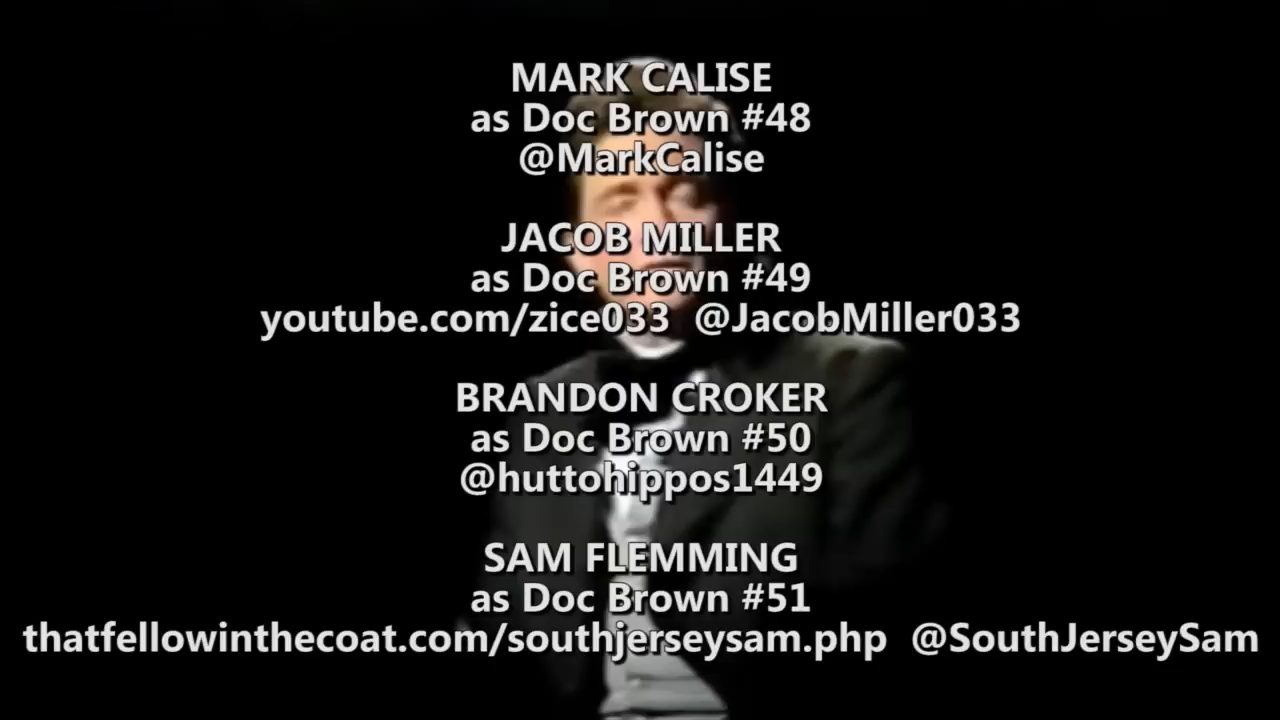 MARK CALISE
as Doc Brown #48
@MarkCalise
JACOB MILLER
as Doc Brown #49
youtube.com/zice033 @JacobMiller033
BRANDON CROKER
as Doc Brown #50
@huttohippos1449
SAM FLEMMING
as Doc Brown #51
thatfellowinthecoat.com/southjerseysam.php @SouthJerseySam